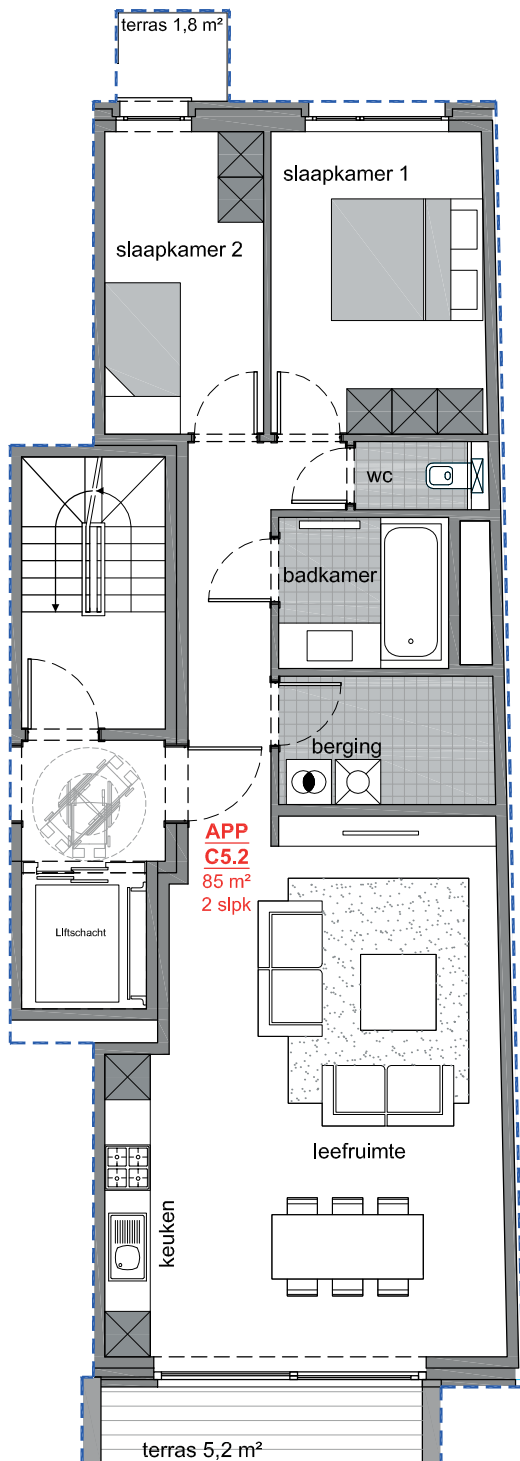 terras 1,8 m²
slaapkamer 1
slaapkamer 2
wc
badkamer
berging
APP
C5.2
85 m²
2 slpk
LIftschacht
leefruimte
keuken
terras 5,2 m²